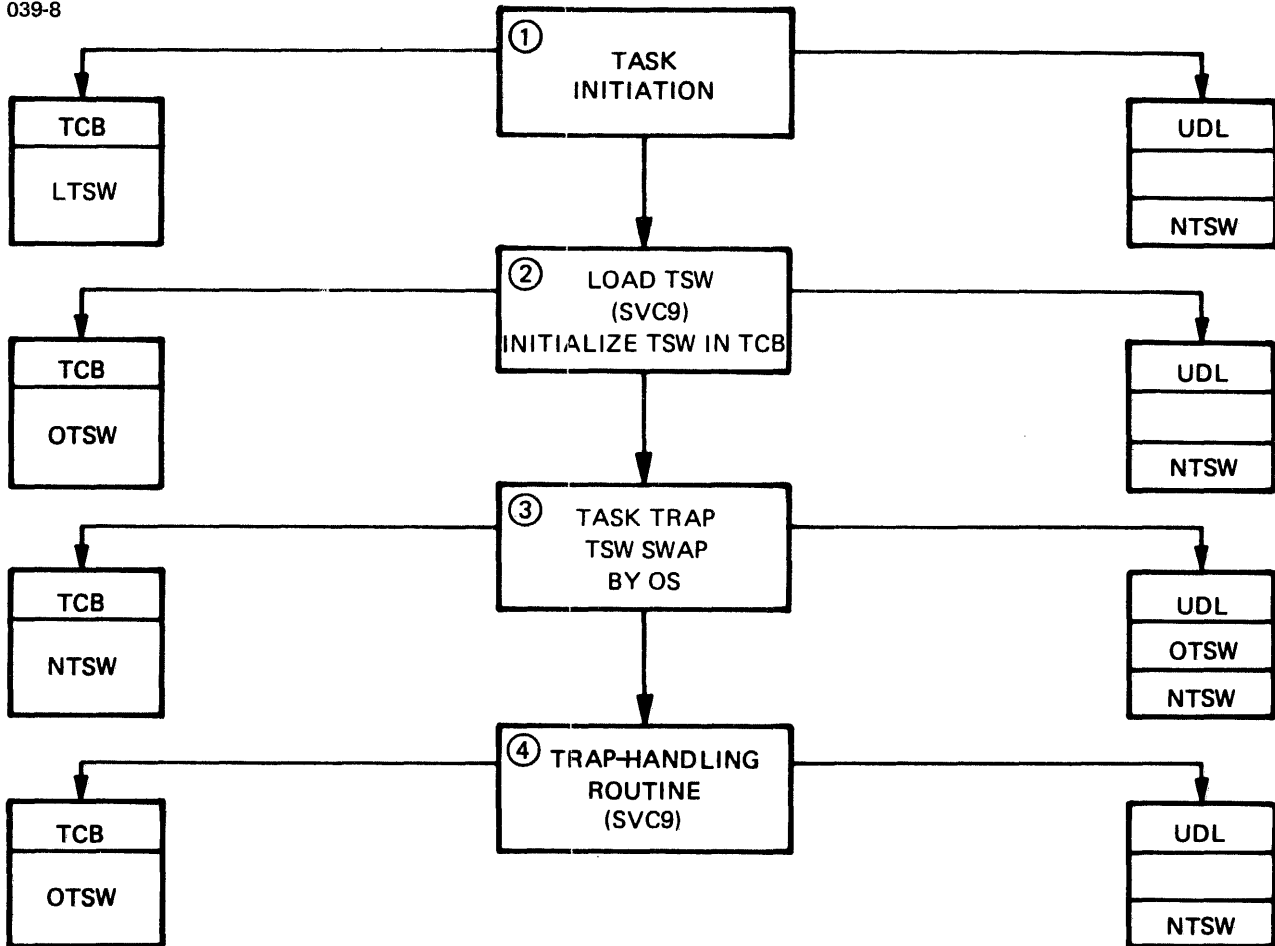 039-8
①
TASK
INITIATION
TCB
LTSW
UDL
NTSW
②
LOAD TSW
(SVC9)
INITIALIZE TSW IN TCB
TCB
OTSW
UDL
NTSW
③
TASK TRAP
TSW SWAP
BY OS
TCB
NTSW
UDL
OTSW
NTSW
④
TRAP-HANDLING
ROUTINE
(SVC9)
TCB
OTSW
UDL
NTSW